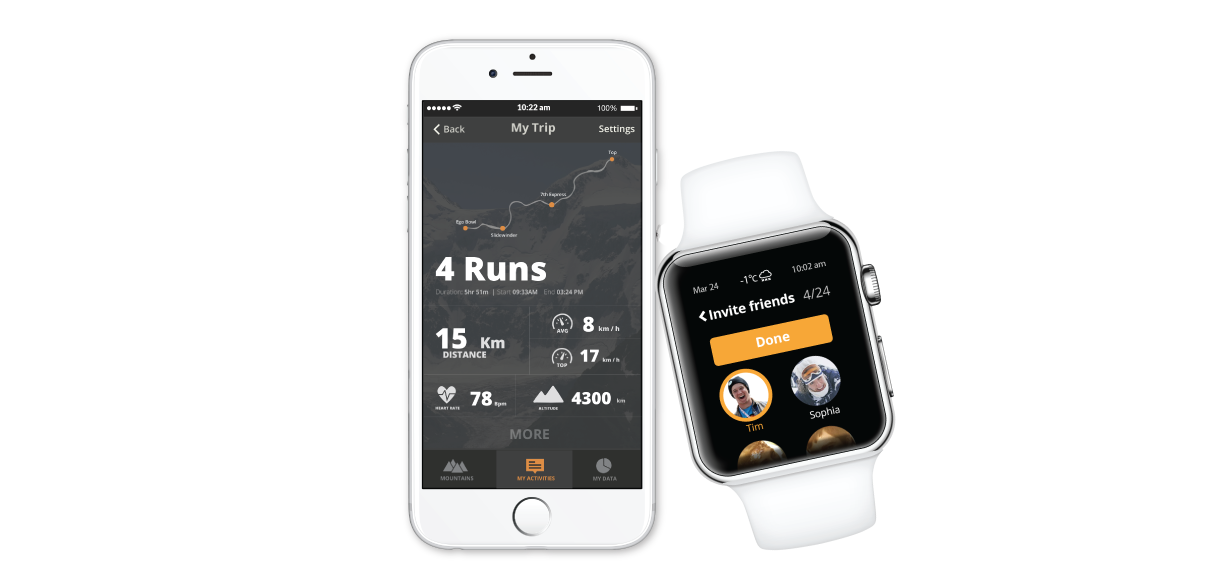 10:22 am 100%
Back My Trip Settings
Top
7th Express
Ego Bowl
Slidewinder
4 Runs
Duration 5hr 51m | Start 09:33AM End 03:24 PM
15 Km
DISTANCE
AVG 8 km / h
TOP 17 km / h
HEART RATE 78 Bpm
ALTITUDE 4300 km
MORE
MOUNTAINS MY ACTIVITIES MY DATA
Mar 24 -1°C 10:02 am
Invite friends 4/24
Done
Tim Sophia